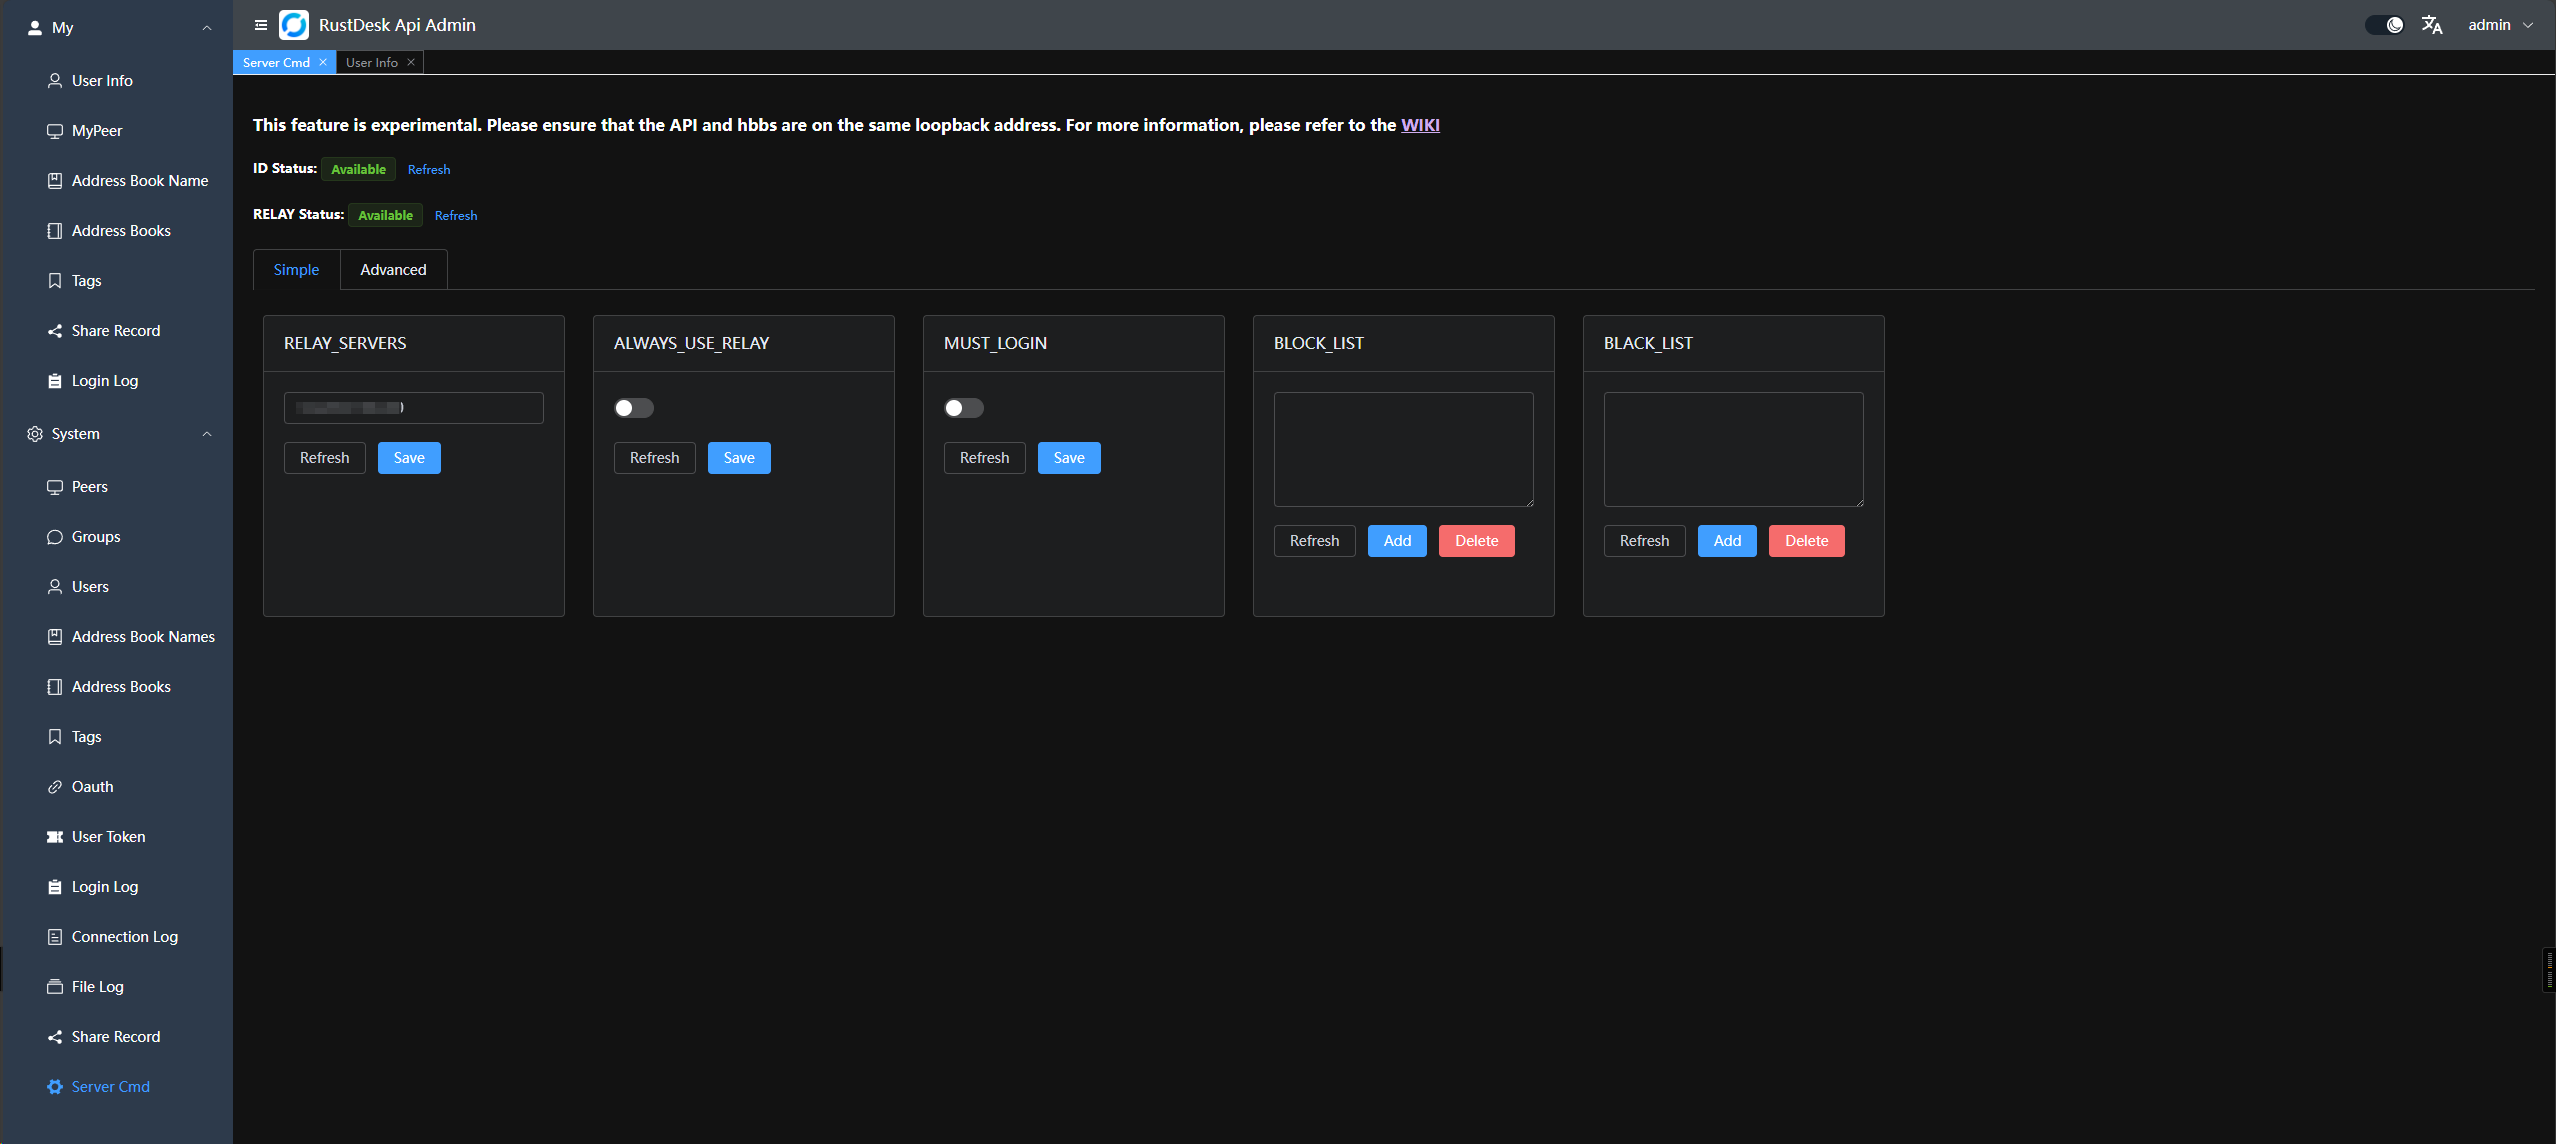 My
User Info
MyPeer
Address Book Name
Address Books
Tags
Share Record
Login Log
System
Peers
Groups
Users
Address Book Names
Address Books
Tags
Oauth
User Token
Login Log
Connection Log
File Log
Share Record
Server Cmd
RustDesk Api Admin
admin
Server Cmd
User Info
This feature is experimental. Please ensure that the API and hbbs are on the same loopback address. For more information, please refer to the WIKI
ID Status: Available Refresh
RELAY Status: Available Refresh
Simple Advanced
RELAY_SERVERS
Refresh Save
ALWAYS_USE_RELAY
Refresh Save
MUST_LOGIN
Refresh Save
BLOCK_LIST
Refresh Add Delete
BLACK_LIST
Refresh Add Delete